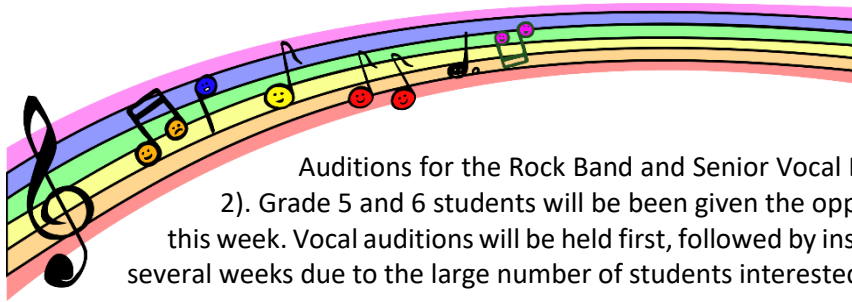 Auditions for the Rock Band and Senior Vocal
2). Grade 5 and 6 students will be been given the opp
this week. Vocal auditions will be held first, followed by ins
several weeks due to the large number of students interested